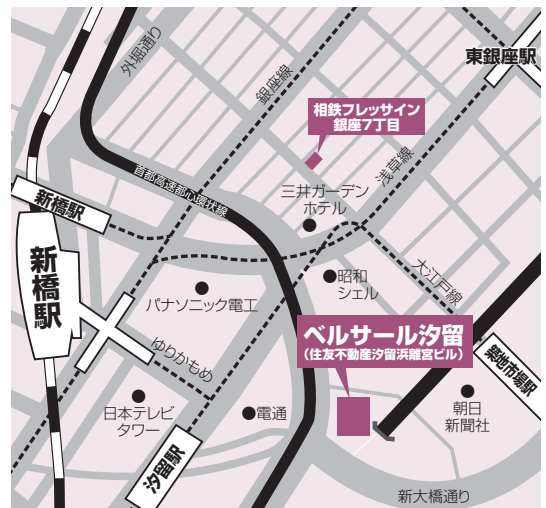 外堀通り
銀座線
東銀座駅
相鉄フレッサイン
銀座7丁目
浅草線
首都高速都心環状線
三井ガーデン
ホテル
新橋駅
新橋駅
昭和
シェル
大江戸線
パナソニック電工
ベルサール汐留
(住友不動産汐留浜離宮ビル)
ゆりかもめ
築地市場駅
日本テレビ
タワー
電通
朝日
新聞社
汐留駅
新大橋通り